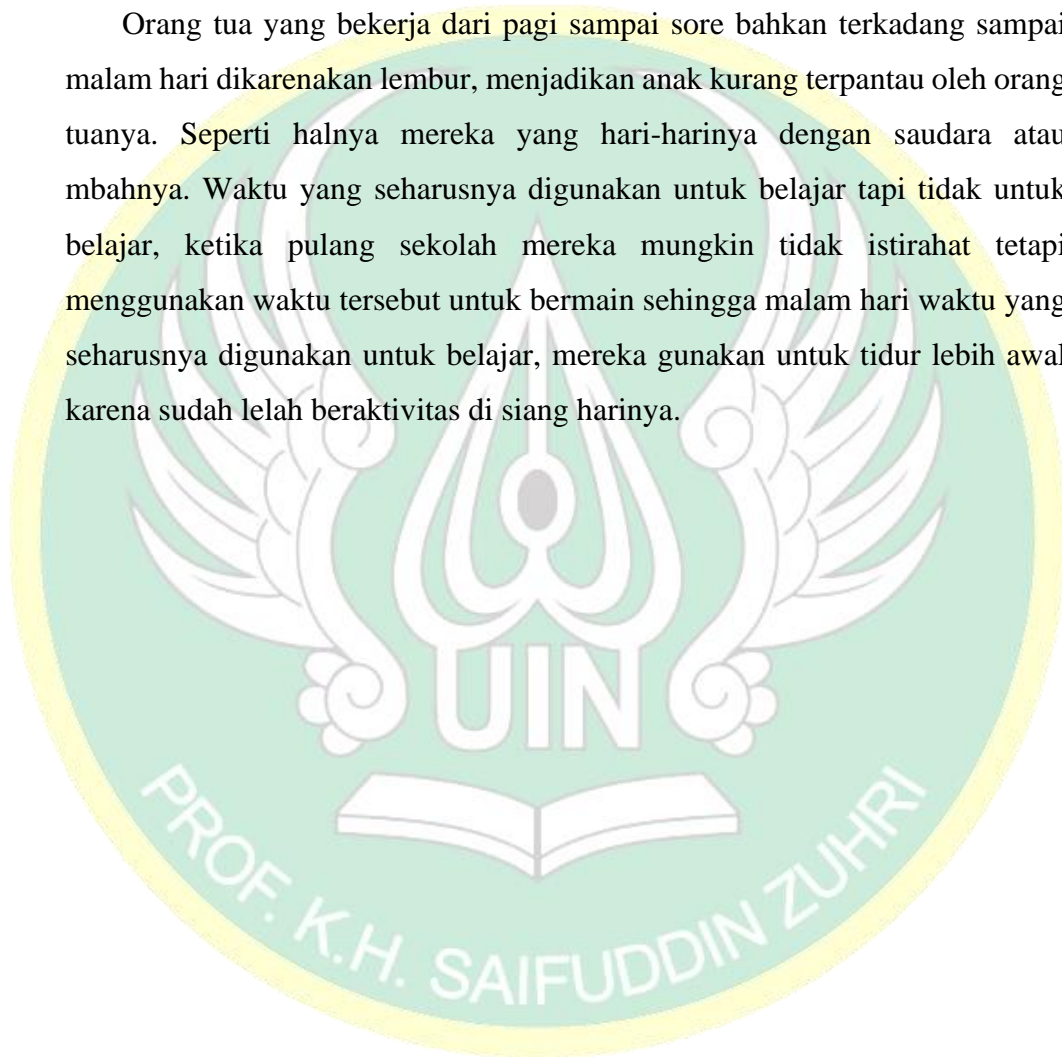 Orang tua yang bekerja dari pagi sampai sore bahkan terkadang sampai
malam hari dikarenakan lembur, menjadikan anak kurang terpantau oleh orang
tuanya. Seperti halnya mereka yang hari-harinya dengan saudara atau
mbahnya. Waktu yang seharusnya digunakan untuk belajar tapi tidak untuk
belajar, ketika pulang sekolah mereka mungkin tidak istirahat tetapi
menggunakan waktu tersebut untuk bermain sehingga malam hari waktu yang
seharusnya digunakan untuk belajar, mereka gunakan untuk tidur lebih awal
karena sudah lelah beraktivitas di siang harinya.
UIN
PROF. K.H. SAIFUDDIN ZUHRI